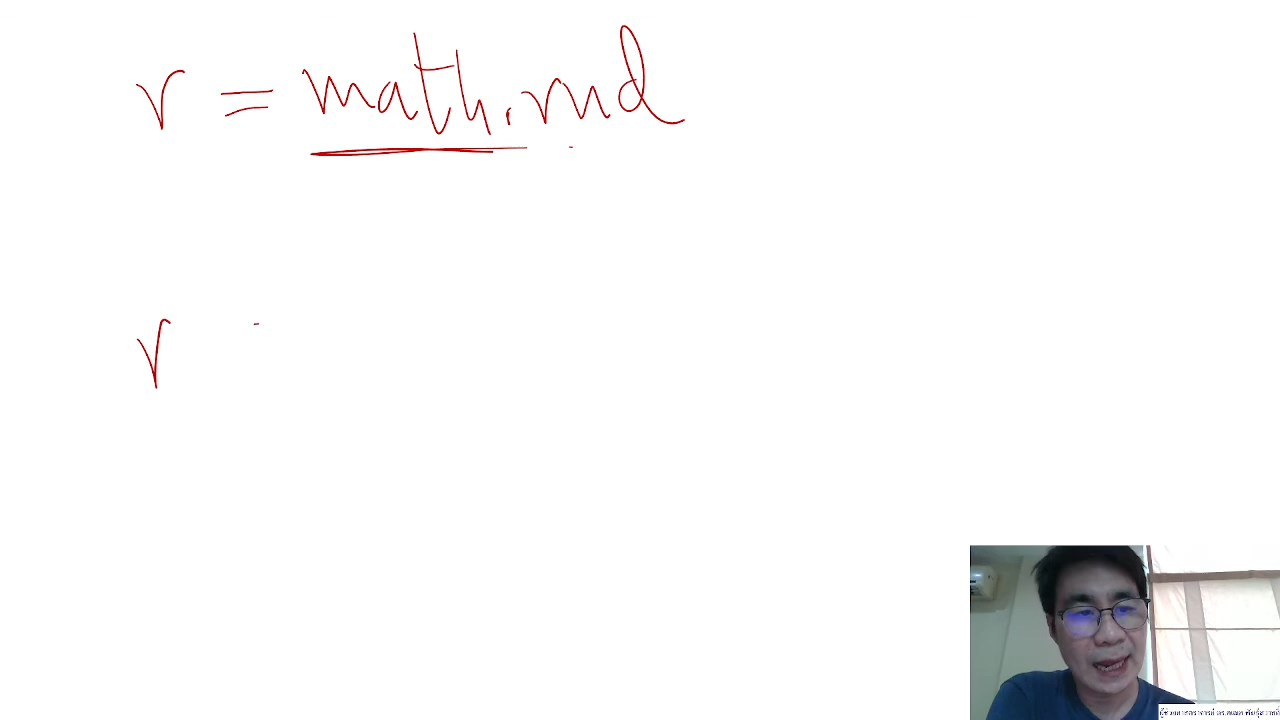 r = math.rnd
r